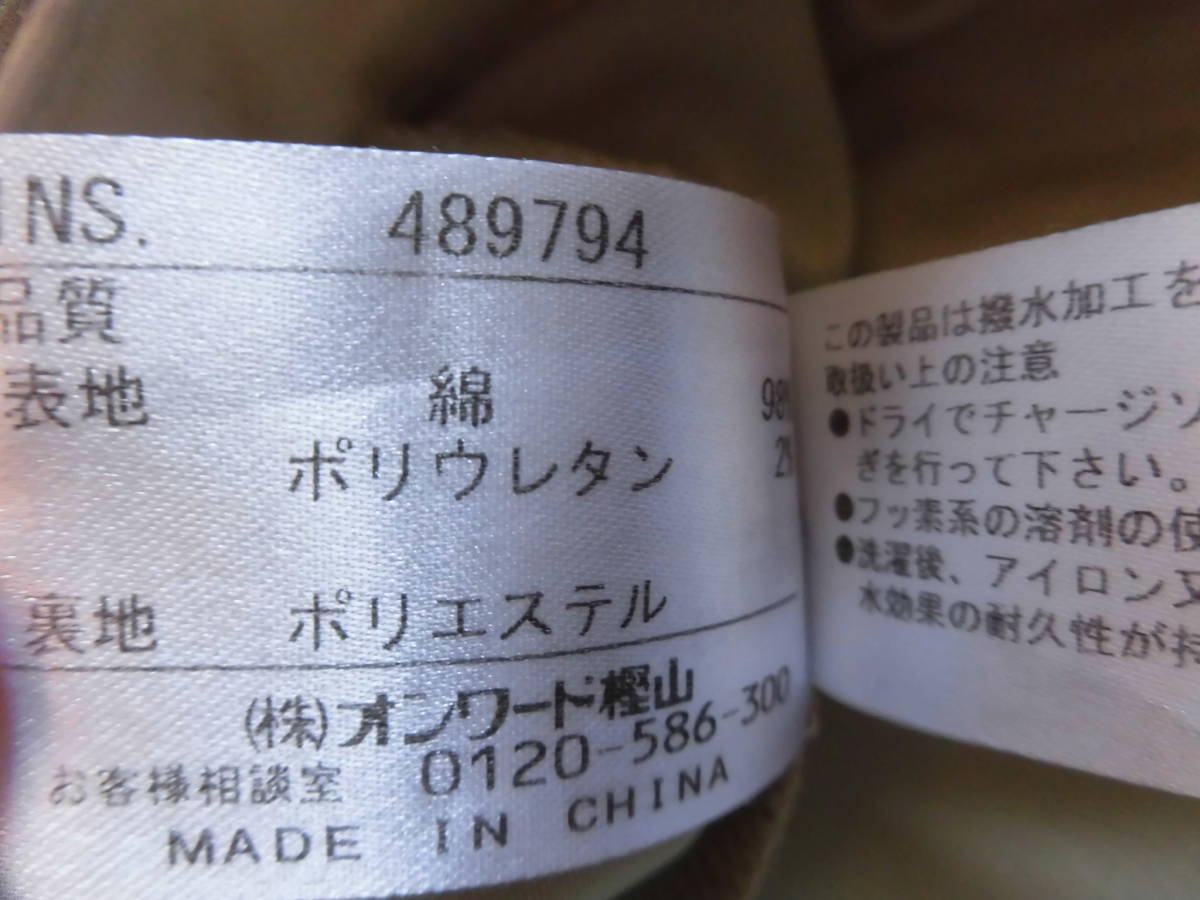 INS. 489794
品質
表地 綿 98%
ポリウレタン 2%
裏地 ポリエステル
(株)オンワード樫山
お客様相談室 0120-586-300
MADE IN CHINA
この製品は撥水加工を
取扱い上の注意
●ドライでチャージソ
ぎを行って下さい。
●フッ素系の溶剤の使
●洗濯後、アイロン又
水効果の耐久性が持